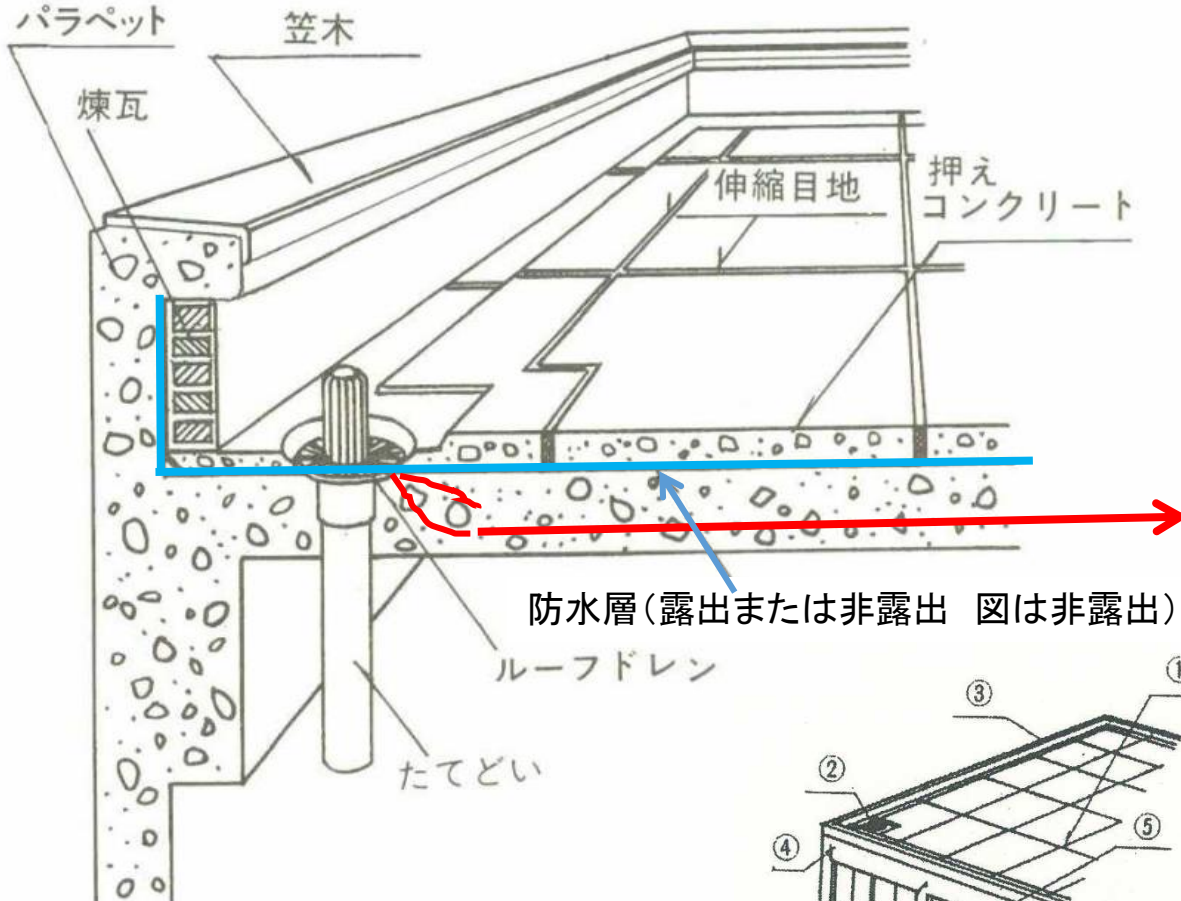 パラペット
笠木
煉瓦
伸縮目地
押え
コンクリート
防水層(露出または非露出 図は非露出)
ルーフドレン
たてどい
①
③
②
⑤
④